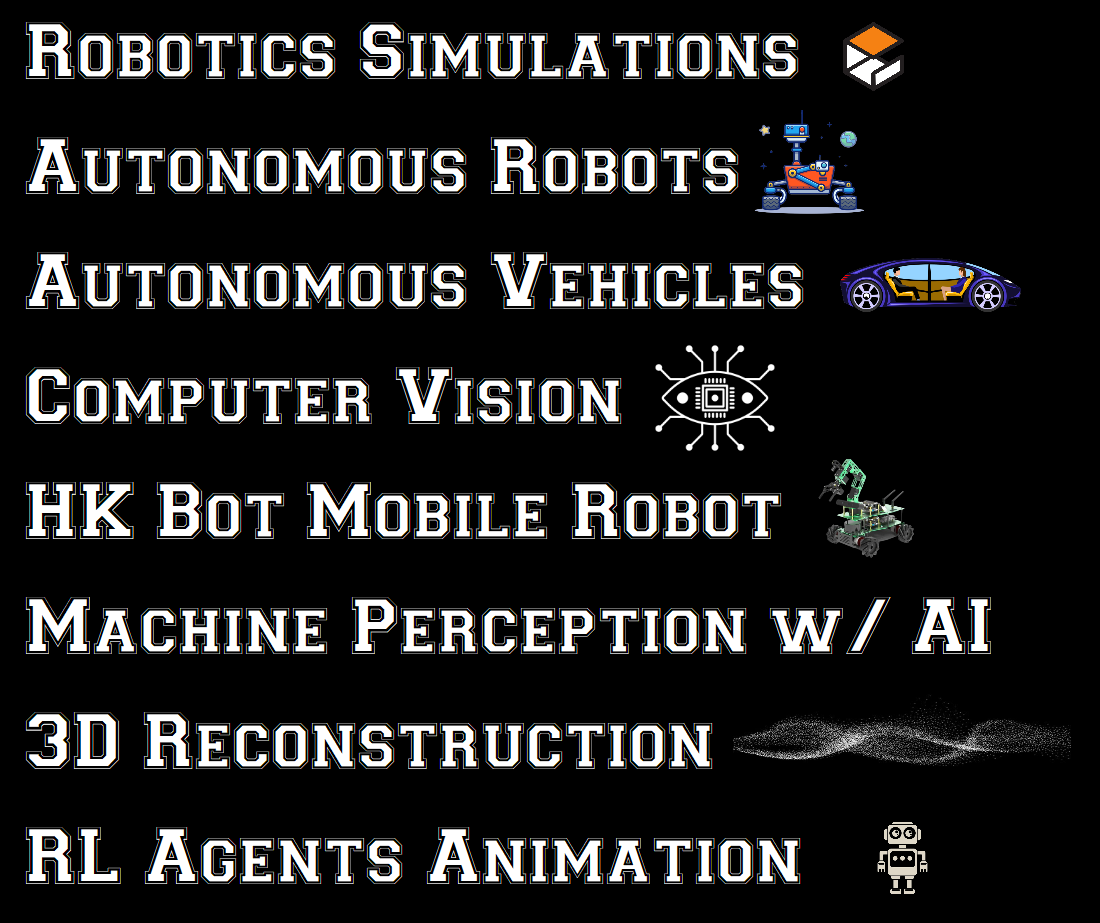 Robotics Simulations
Autonomous Robots
Autonomous Vehicles
Computer Vision
HK Bot Mobile Robot
Machine Perception w/ AI
3D Reconstruction
RL Agents Animation